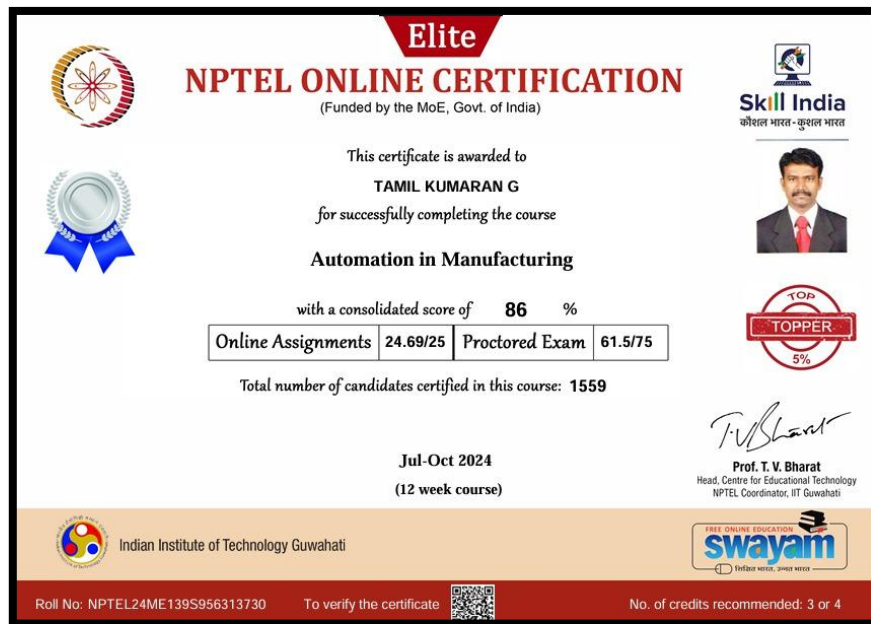 Elite
NPTEL ONLINE CERTIFICATION
(Funded by the MoE, Govt. of India)
Skill India
कौशल भारत - कुशल भारत
This certificate is awarded to
TAMIL KUMARAN G
for successfully completing the course
Automation in Manufacturing
with a consolidated score of 86 %
Online Assignments 24.69/25 Proctored Exam 61.5/75
Total number of candidates certified in this course: 1559
TOP
TOPPER
5%
Jul-Oct 2024
(12 week course)
T.V.Bharat
Prof. T. V. Bharat
Head, Centre for Educational Technology
NPTEL Coordinator, IIT Guwahati
Indian Institute of Technology Guwahati
FREE ONLINE EDUCATION
swayam
शिक्षित भारत, उन्नत भारत
Roll No: NPTEL24ME139S956313730 To verify the certificate No. of credits recommended: 3 or 4